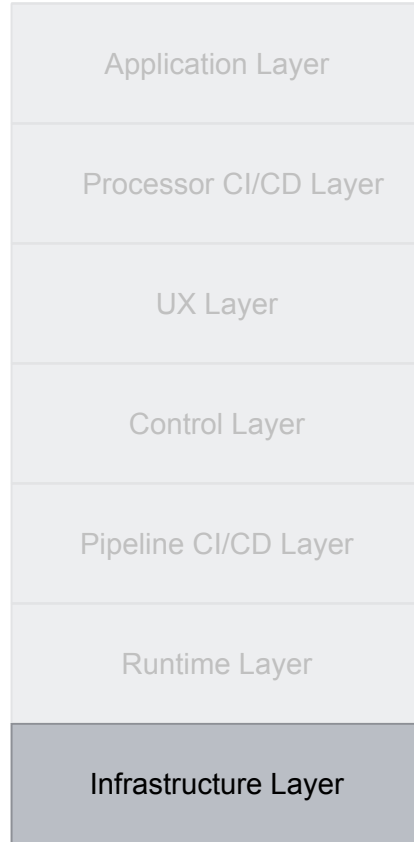 Application Layer
Processor CI/CD Layer
UX Layer
Control Layer
Pipeline CI/CD Layer
Runtime Layer
Infrastructure Layer